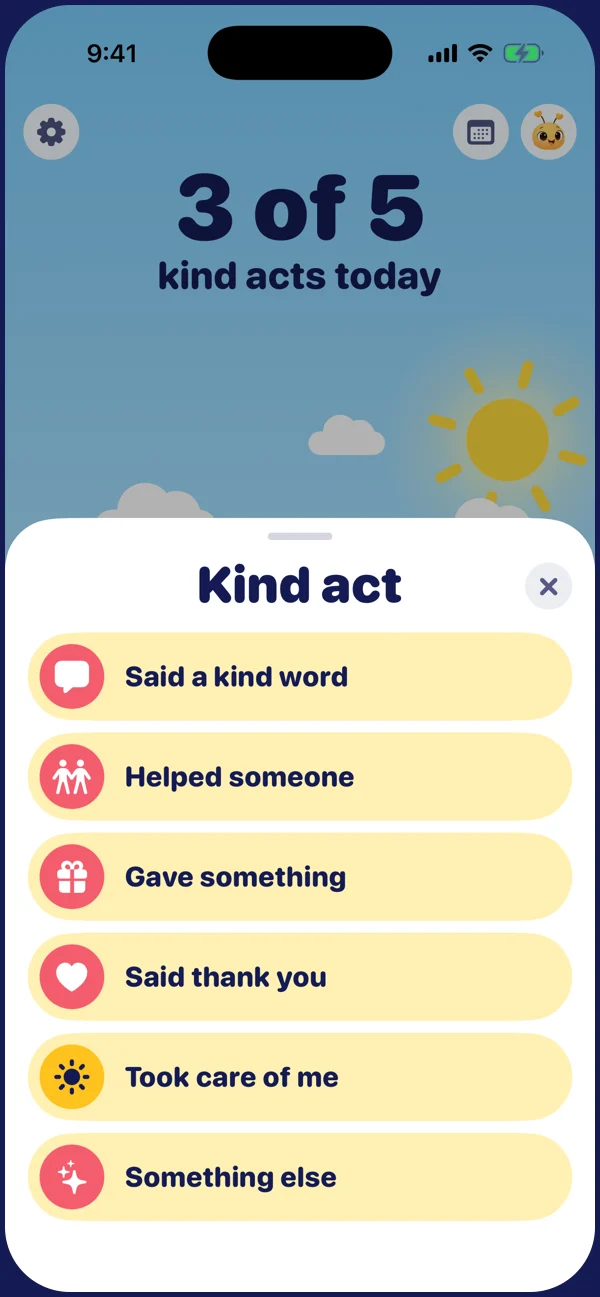 9:41
3 of 5
kind acts today
Kind act
Said a kind word
Helped someone
Gave something
Said thank you
Took care of me
Something else